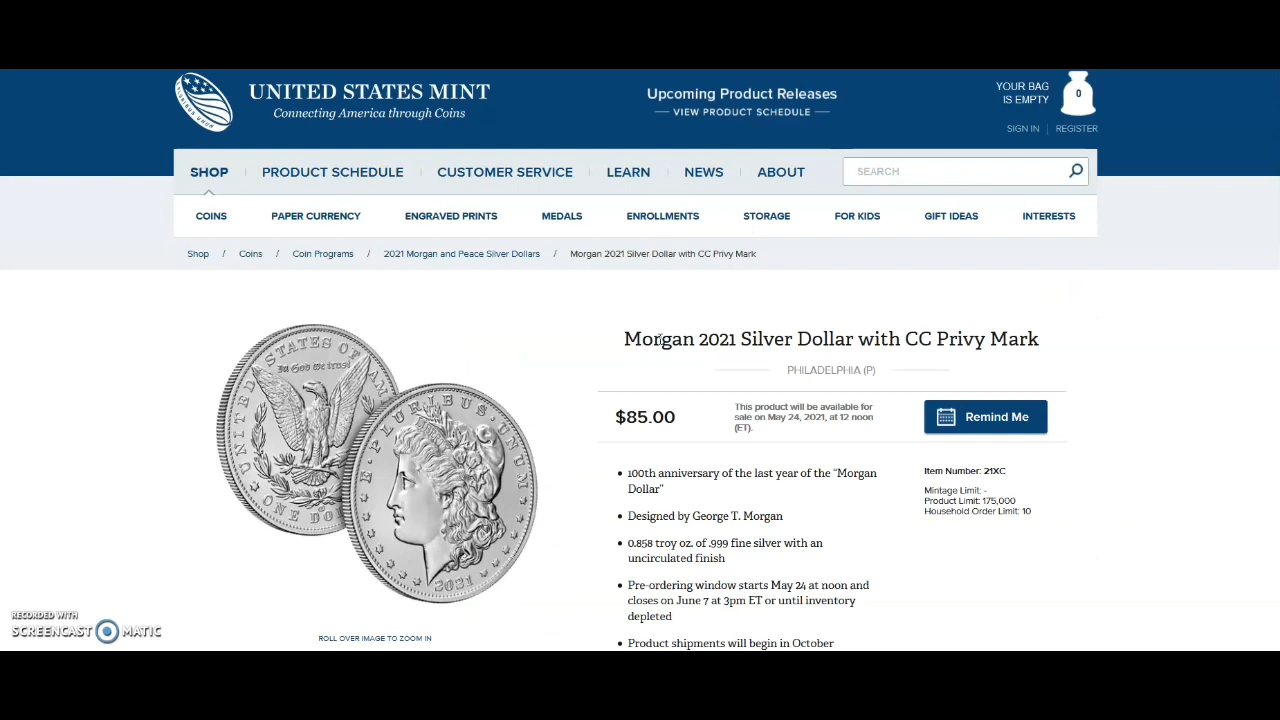 UNITED STATES MINT
Connecting America through Coins
Upcoming Product Releases
VIEW PRODUCT SCHEDULE
YOUR BAG
IS EMPTY
0
SIGN IN | REGISTER
SHOP PRODUCT SCHEDULE CUSTOMER SERVICE LEARN NEWS ABOUT SEARCH
COINS PAPER CURRENCY ENGRAVED PRINTS MEDALS ENROLLMENTS STORAGE FOR KIDS GIFT IDEAS INTERESTS
Shop / Coins / Coin Programs / 2021 Morgan and Peace Silver Dollars / Morgan 2021 Silver Dollar with CC Privy Mark
UNITED STATES OF AM
In God we trust
ONE DO
E·PLURIBUS·UNUM
2021
ROLL OVER IMAGE TO ZOOM IN
Morgan 2021 Silver Dollar with CC Privy Mark
PHILADELPHIA (P)
$85.00
This product will be available for
sale on May 24, 2021, at 12 noon
(ET).
Remind Me
• 100th anniversary of the last year of the "Morgan
Dollar"
• Designed by George T. Morgan
• 0.858 troy oz. of .999 fine silver with an
uncirculated finish
• Pre-ordering window starts May 24 at noon and
closes on June 7 at 3pm ET or until inventory
depleted
• Product shipments will begin in October
Item Number: 21XC
Mintage Limit: -
Product Limit: 175,000
Household Order Limit: 10
RECORDED WITH
SCREENCAST MATIC